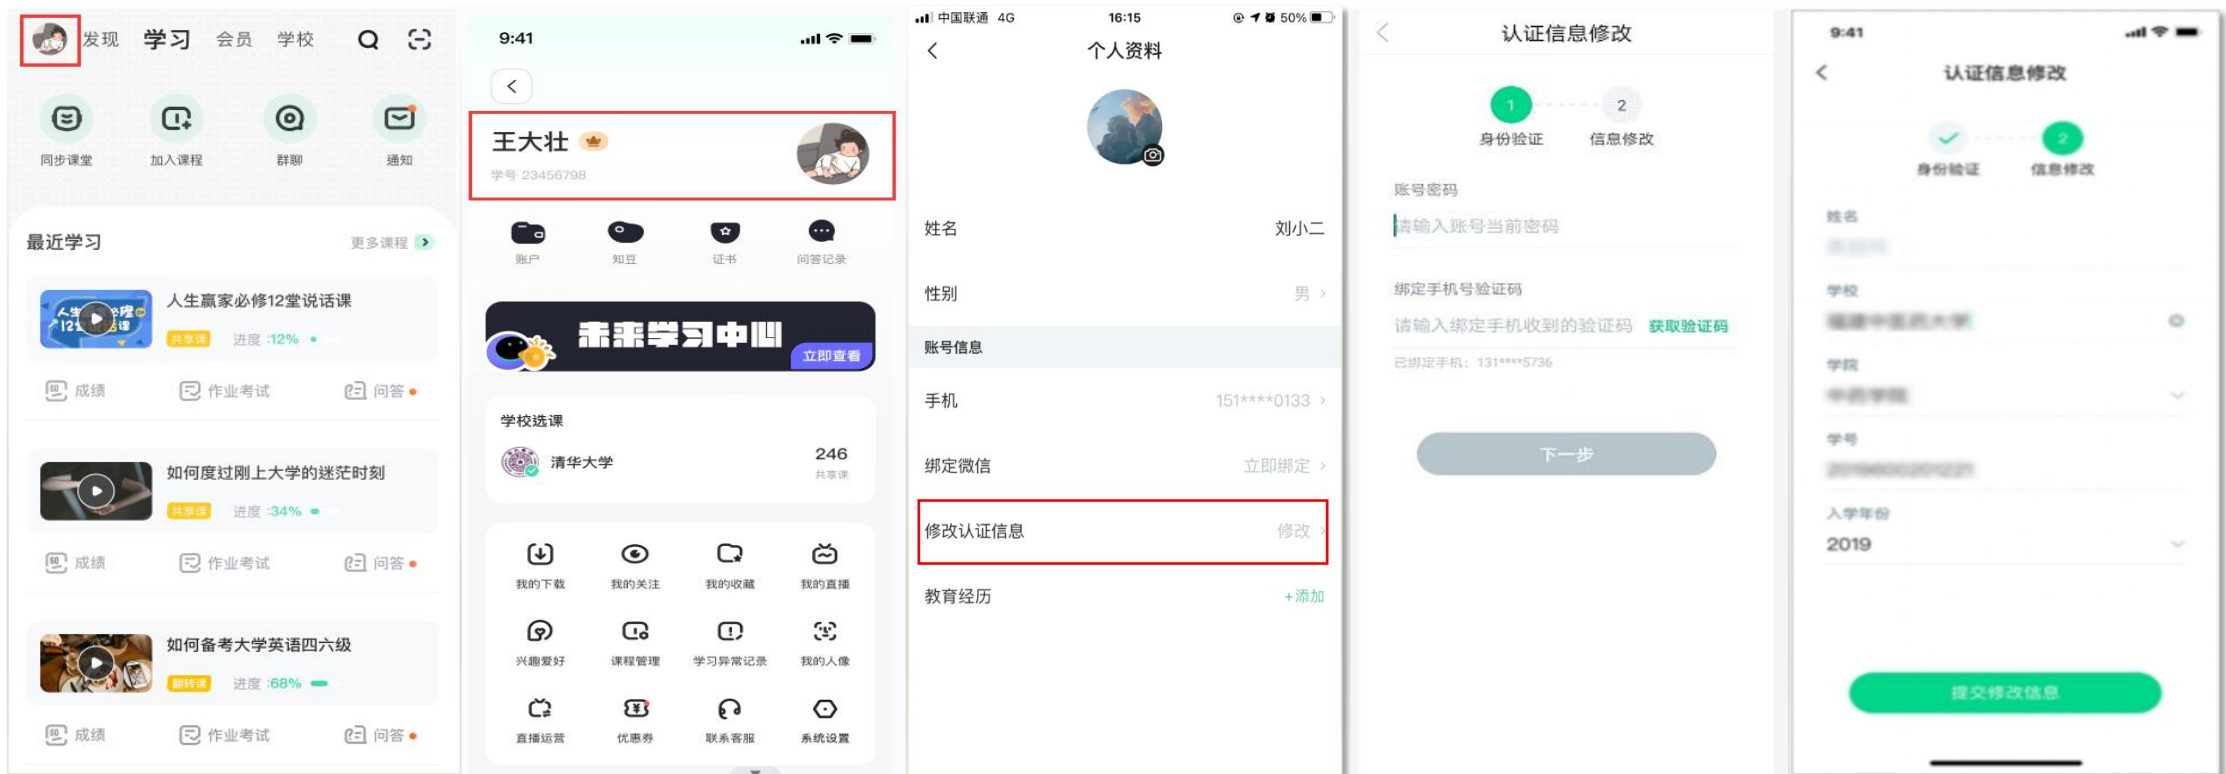 发现 学习 会员 学校
同步课堂 加入课程 群聊 通知
最近学习 更多课程
人生赢家必修12堂说话课
共享课 进度:12%
成绩 作业考试 问答
如何度过刚上大学的迷茫时刻
共享课 进度:34%
成绩 作业考试 问答
如何备考大学英语四六级
翻转课 进度:68%
成绩 作业考试 问答
9:41
王大壮
学号 23456798
账户 知豆 证书 问答记录
未来学习中心
立即查看
学校选课
清华大学 246
共享课
我的下载 我的关注 我的收藏 我的直播
兴趣爱好 课程管理 学习异常记录 我的人像
直播运营 优惠券 联系客服 系统设置
中国联通 4G 16:15 50%
个人资料
姓名 刘小二
性别 男
账号信息
手机 151****0133
绑定微信 立即绑定
修改认证信息 修改
教育经历 +添加
认证信息修改
1 2
身份验证 信息修改
账号密码
请输入账号当前密码
绑定手机号验证码
请输入绑定手机收到的验证码 获取验证码
已绑定手机：131****5736
下一步
9:41
认证信息修改
2
身份验证 信息修改
姓名
学校
福建中医药大学
学院
中药学院
学号
入学年份
2019
提交修改信息